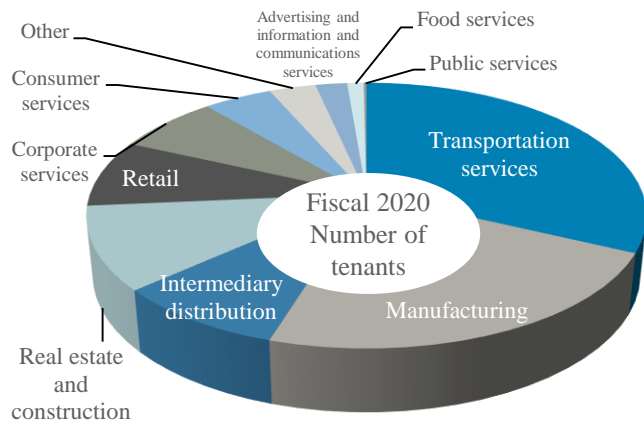 Other
Advertising and
information and
communications
services
Food services
Public services
Consumer
services
Corporate
services
Retail
Transportation
services
Fiscal 2020
Number of
tenants
Intermediary
distribution
Manufacturing
Real estate
and
construction